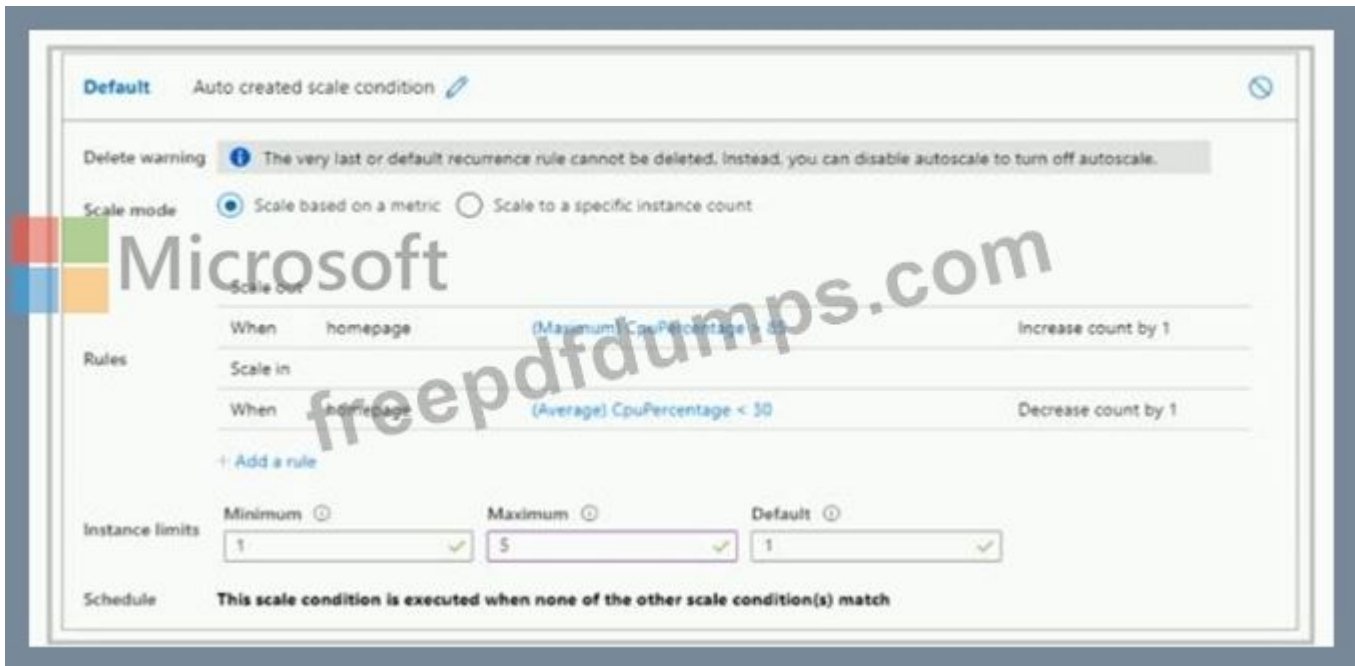 Default Auto created scale condition
Delete warning The very last or default recurrence rule cannot be deleted. Instead, you can disable autoscale to turn off autoscale.
Scale mode Scale based on a metric Scale to a specific instance count
Microsoft
Scale out
When homepage (Maximum) CpuPercentage > 85 Increase count by 1
Rules
Scale in
When homepage (Average) CpuPercentage < 30 Decrease count by 1
freepdfdumps.com
+ Add a rule
Minimum Maximum Default
Instance limits 1 5 1
Schedule This scale condition is executed when none of the other scale condition(s) match